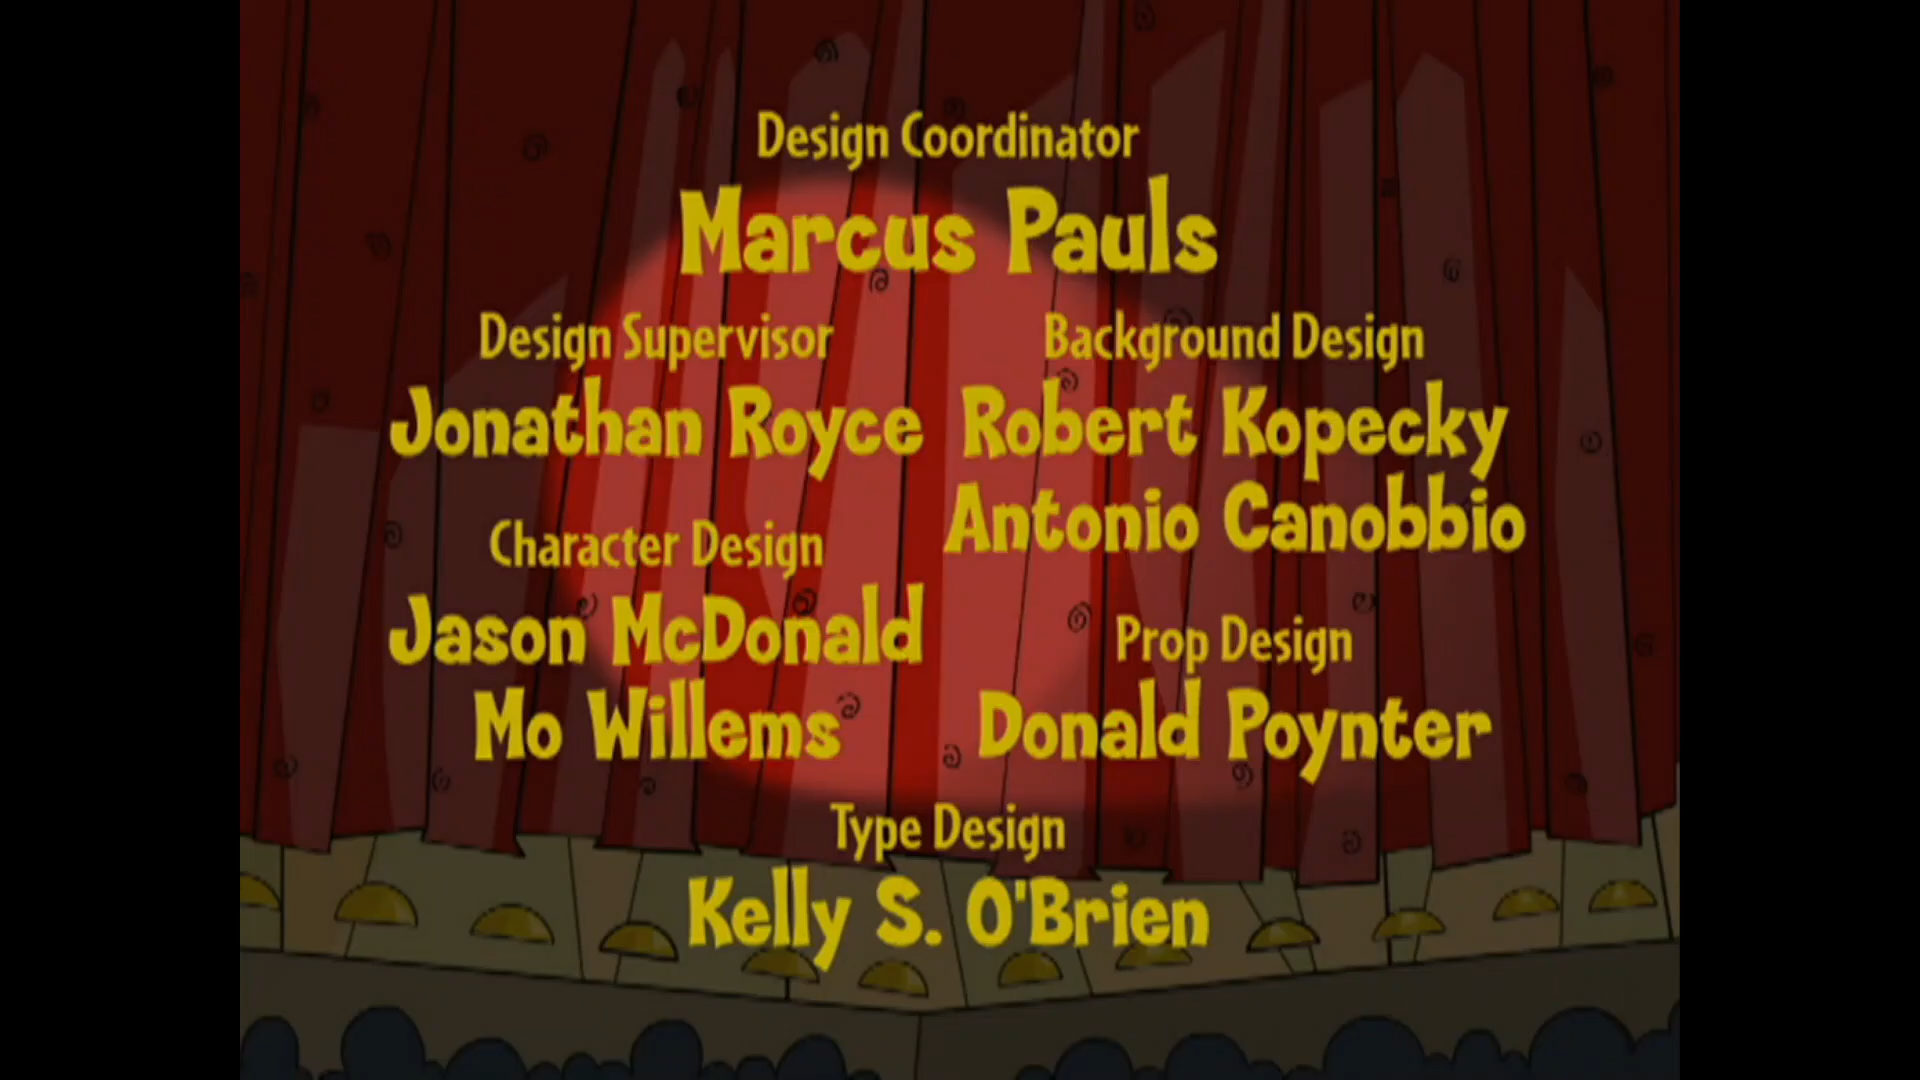 Design Coordinator
Marcus Pauls
Design Supervisor
Jonathan Royce
Character Design
Jason McDonald
Mo Willems
Background Design
Robert Kopecky
Antonio Canobbio
Prop Design
Donald Poynter
Type Design
Kelly S. O'Brien